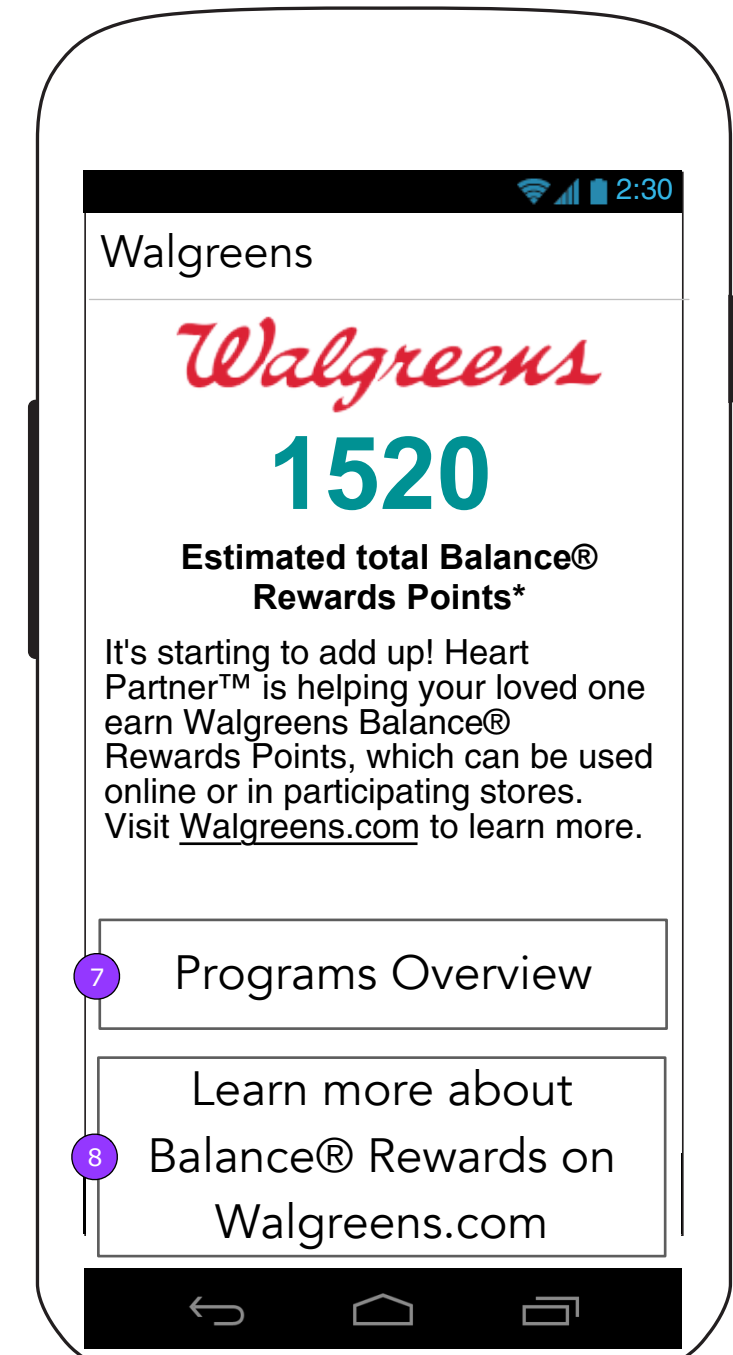 2:30
Walgreens
Walgreens
1520
Estimated total Balance®
Rewards Points*
It's starting to add up! Heart
Partner™ is helping your loved one
earn Walgreens Balance®
Rewards Points, which can be used
online or in participating stores.
Visit Walgreens.com to learn more.
7
Programs Overview
Learn more about
8
Balance® Rewards on
Walgreens.com